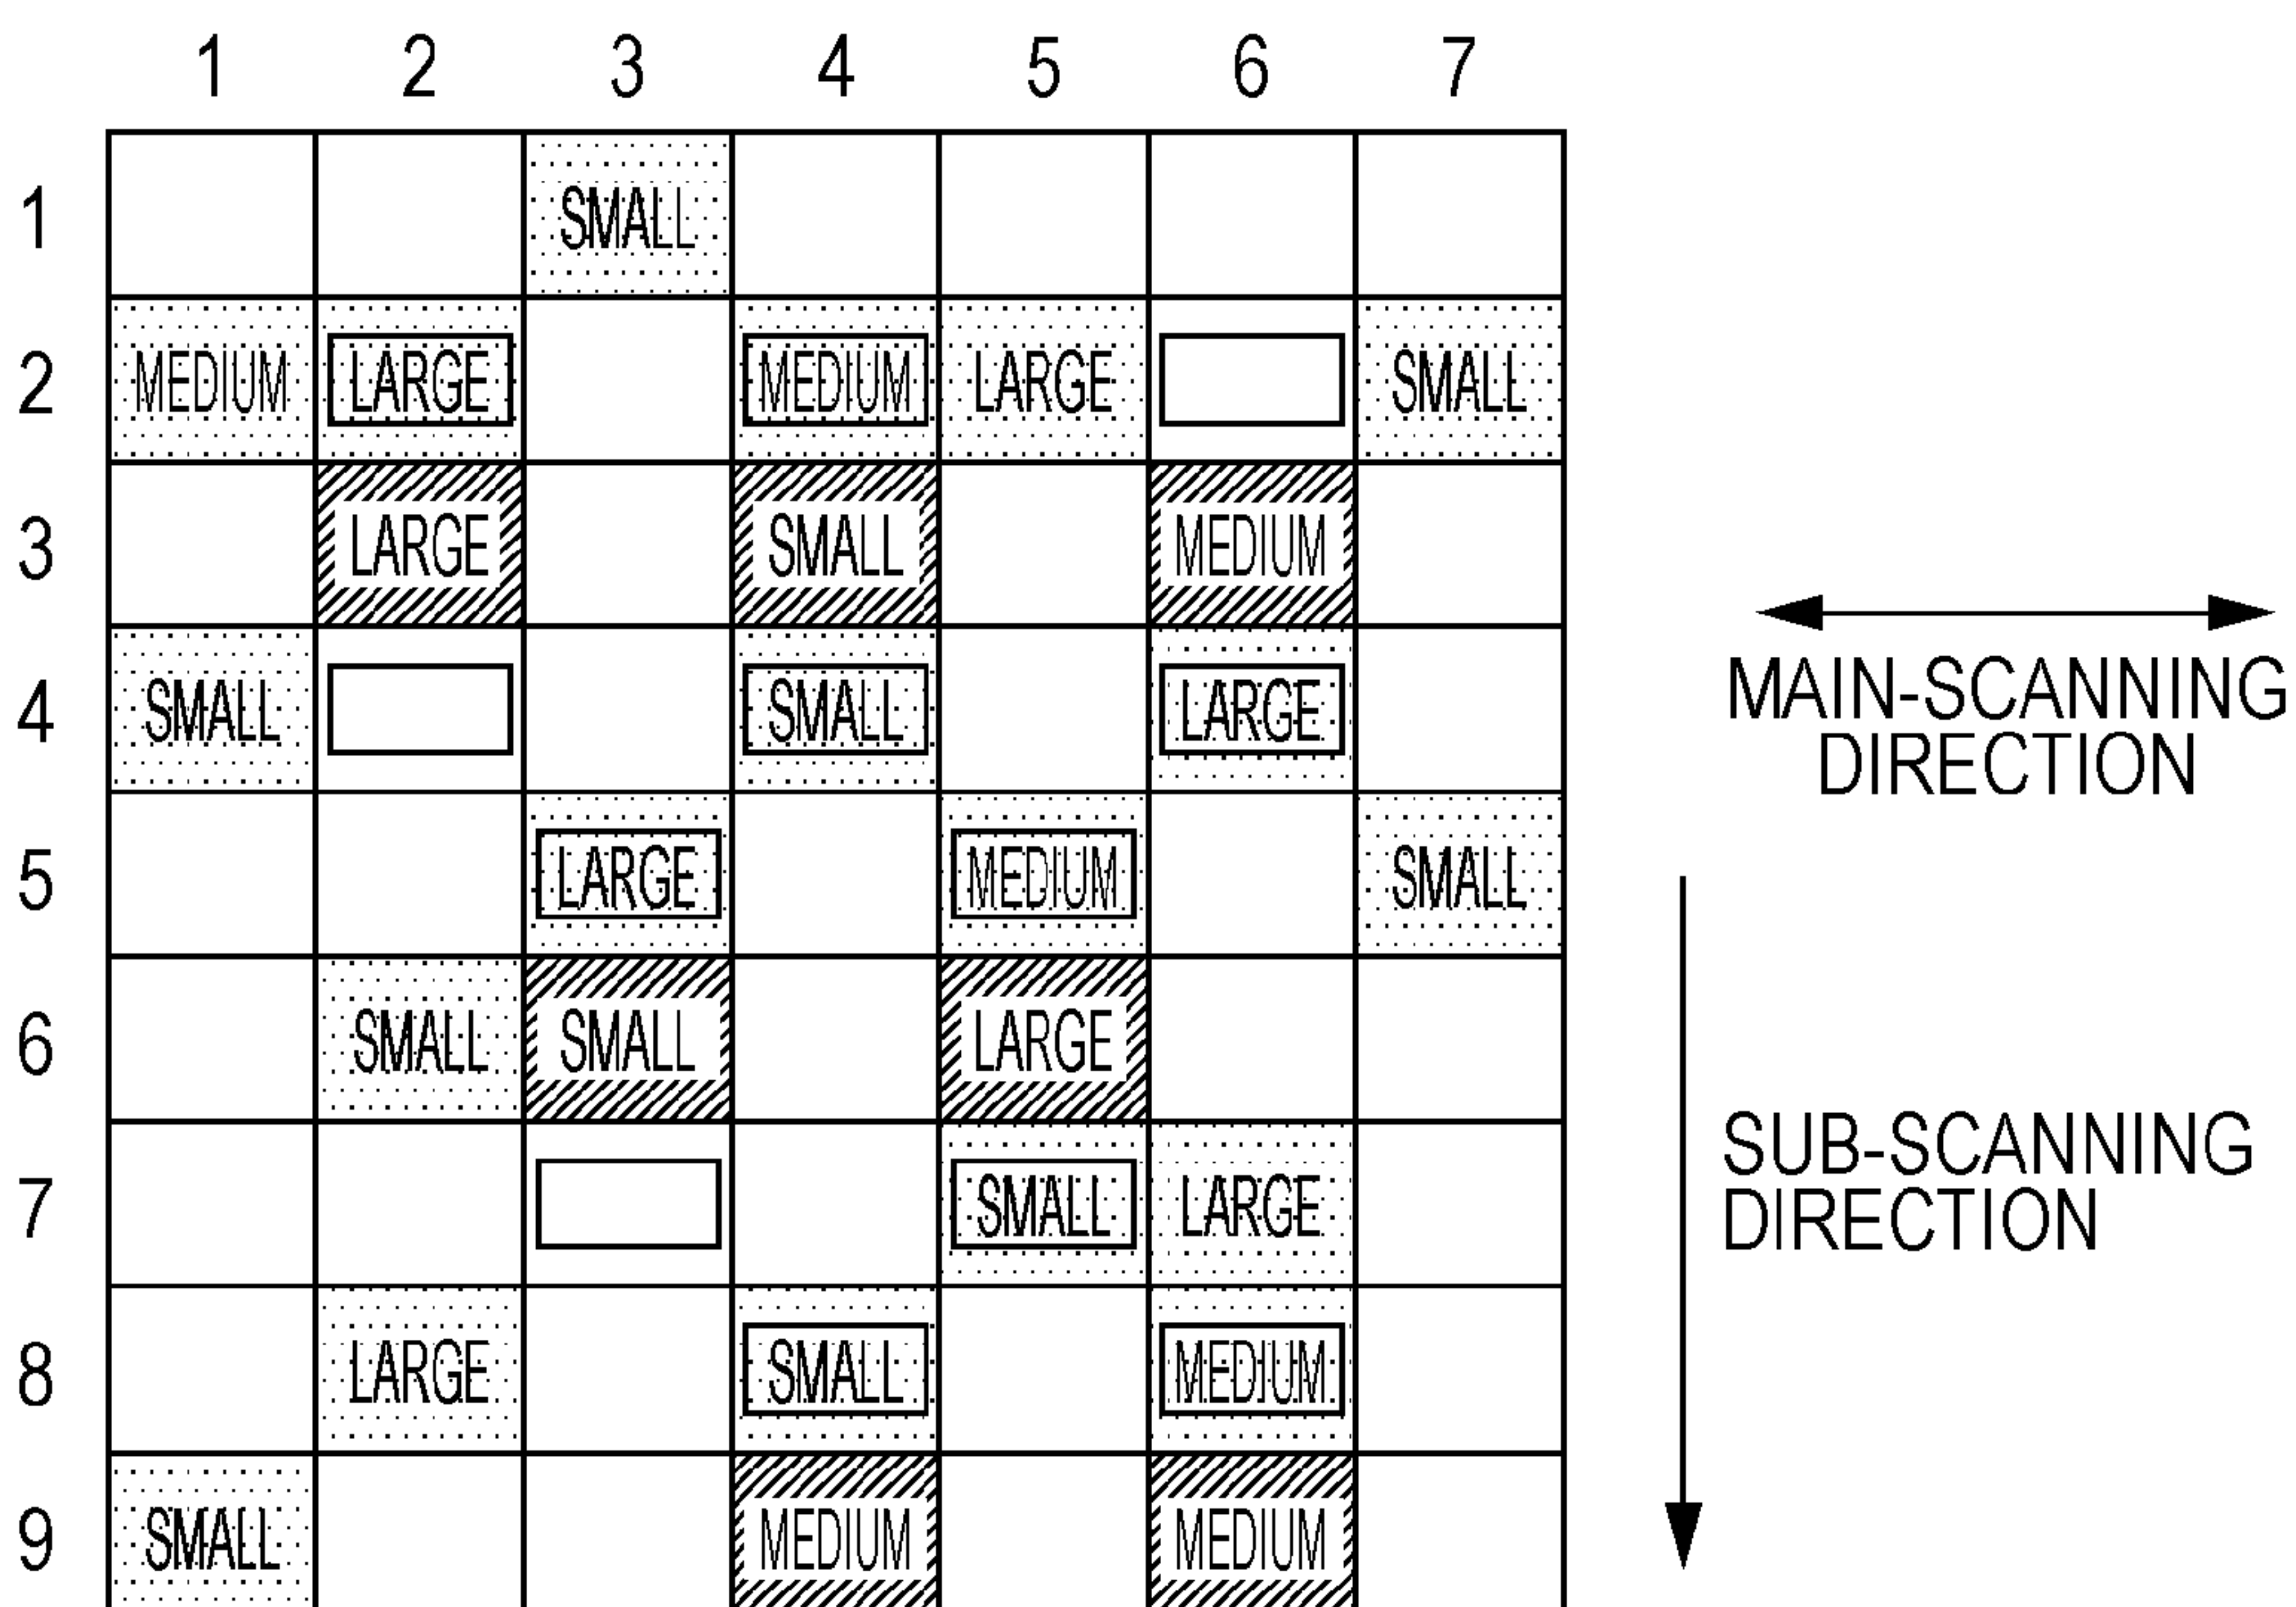 1 2 3 4 5 6 7
1 SMALL
2 MEDIUM LARGE MEDIUM LARGE SMALL
3 LARGE SMALL MEDIUM
4 SMALL SMALL LARGE
5 LARGE MEDIUM SMALL
6 SMALL SMALL LARGE
7 SMALL LARGE
8 LARGE SMALL MEDIUM
9 SMALL MEDIUM MEDIUM
MAIN-SCANNING
DIRECTION
SUB-SCANNING
DIRECTION